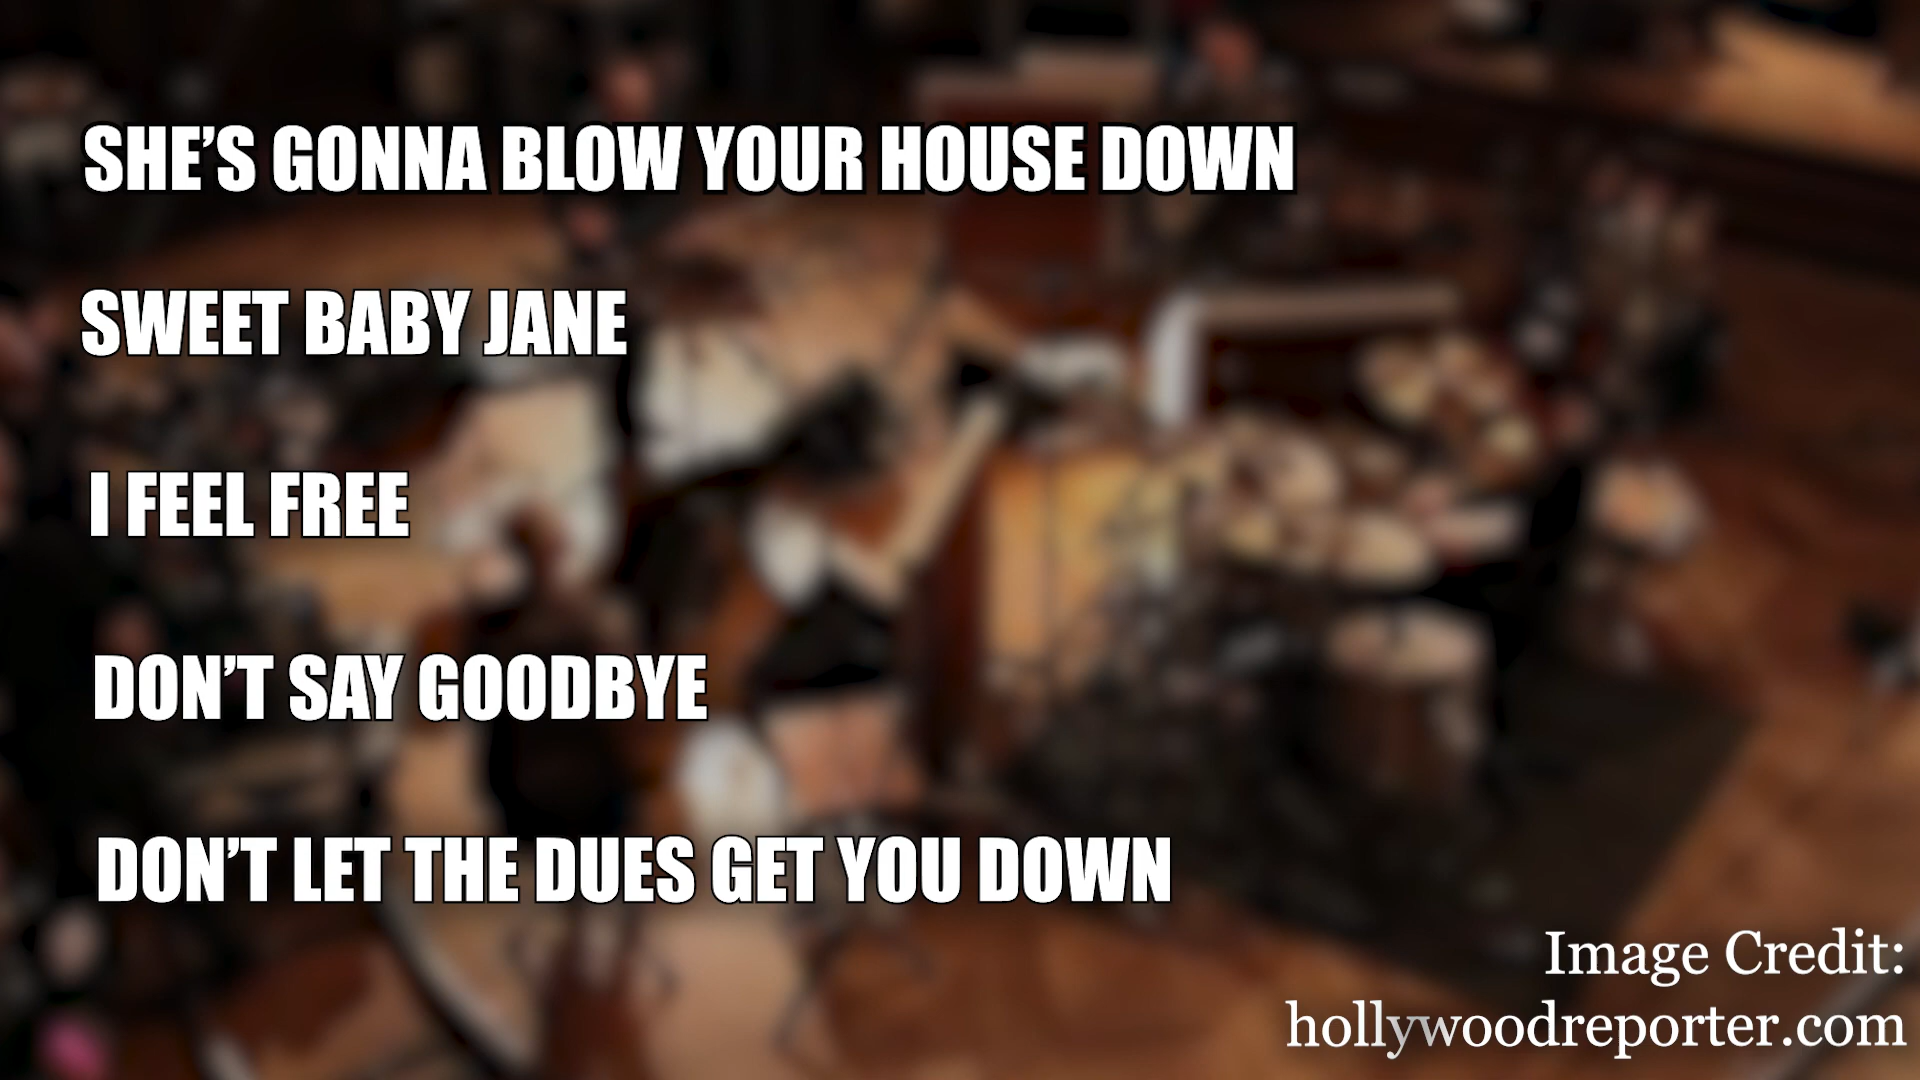 SHE’S GONNA BLOW YOUR HOUSE DOWN
SWEET BABY JANE
I FEEL FREE
DON’T SAY GOODBYE
DON’T LET THE DUES GET YOU DOWN
Image Credit:
hollywoodreporter.com